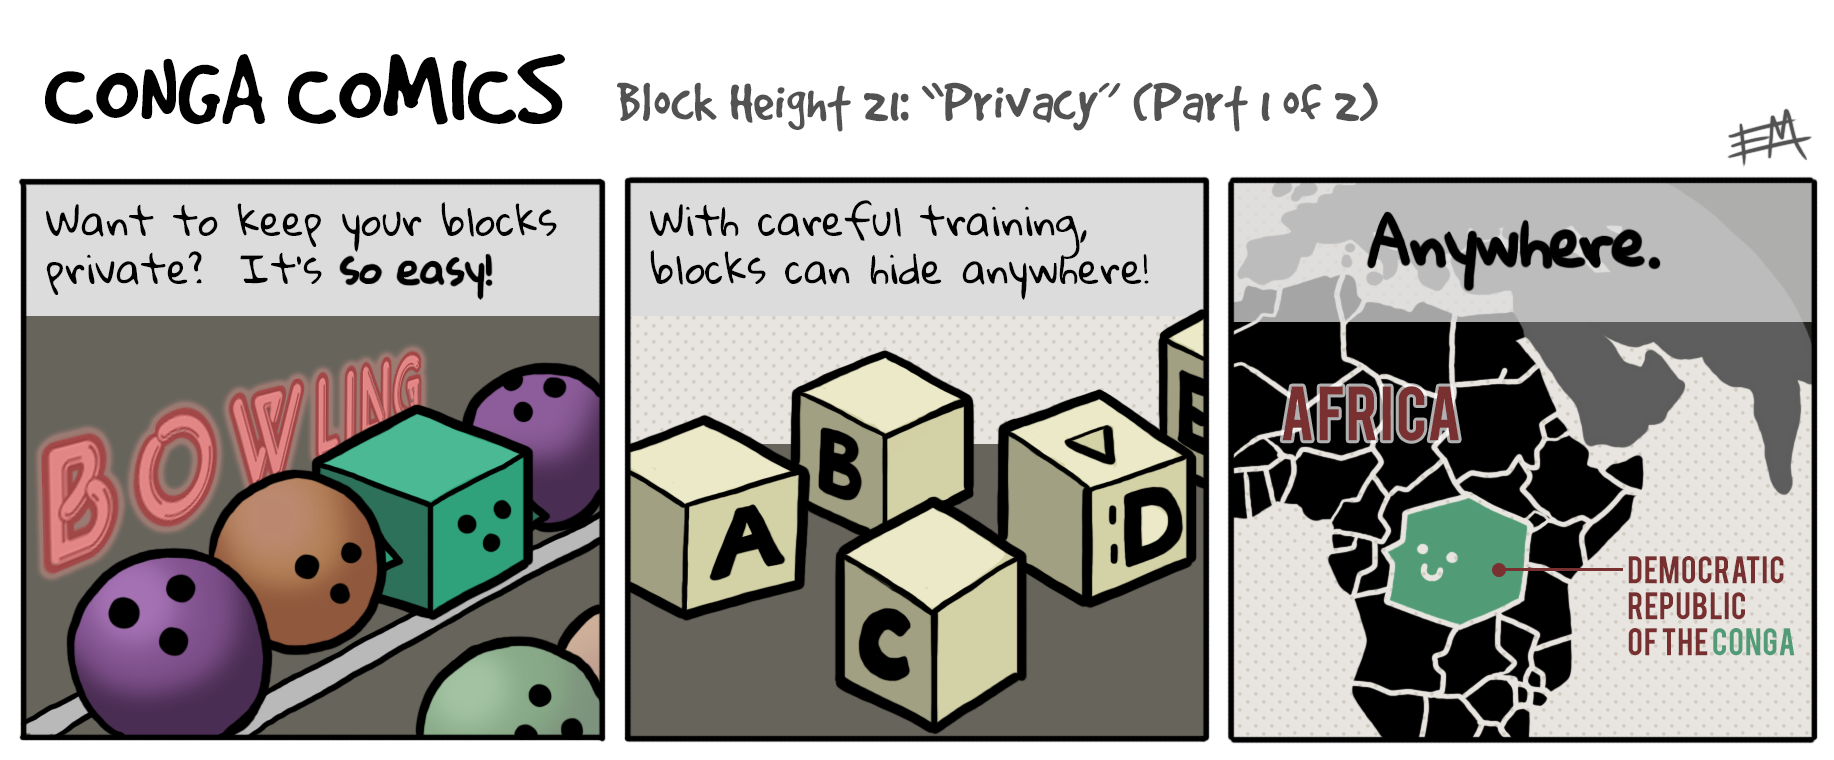 CONGA COMICS
Block Height 21: “Privacy” (Part 1 of 2)
EM
Want to keep your blocks
private? It's so easy!
BOWLING
With careful training,
blocks can hide anywhere!
A
B
C
:D
E
Anywhere.
AFRICA
DEMOCRATIC
REPUBLIC
OF THE CONGA